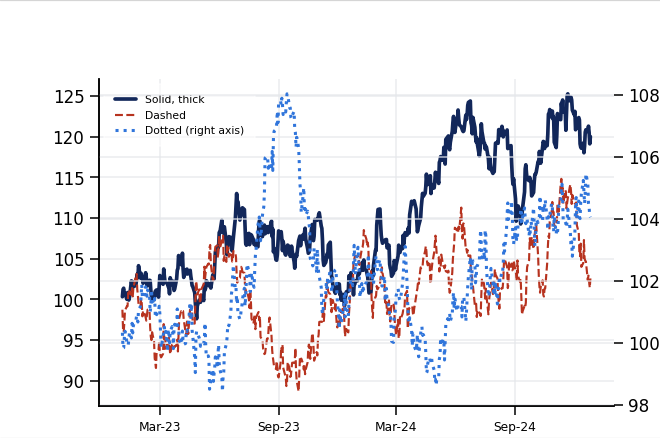 125
120
115
110
105
100
95
90
108
106
104
102
100
98
Solid, thick
Dashed
Dotted (right axis)
Mar-23
Sep-23
Mar-24
Sep-24